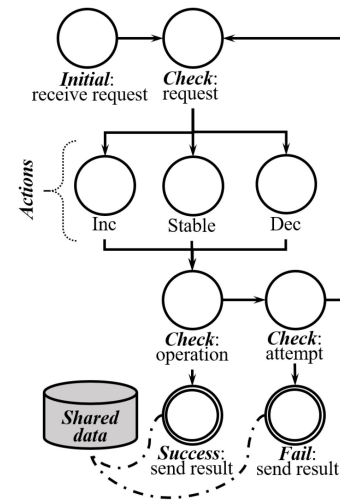 Initial:
receive request
Check:
request
Actions
Inc
Stable
Dec
Check:
operation
Check:
attempt
Shared
data
Success:
send result
Fail:
send result